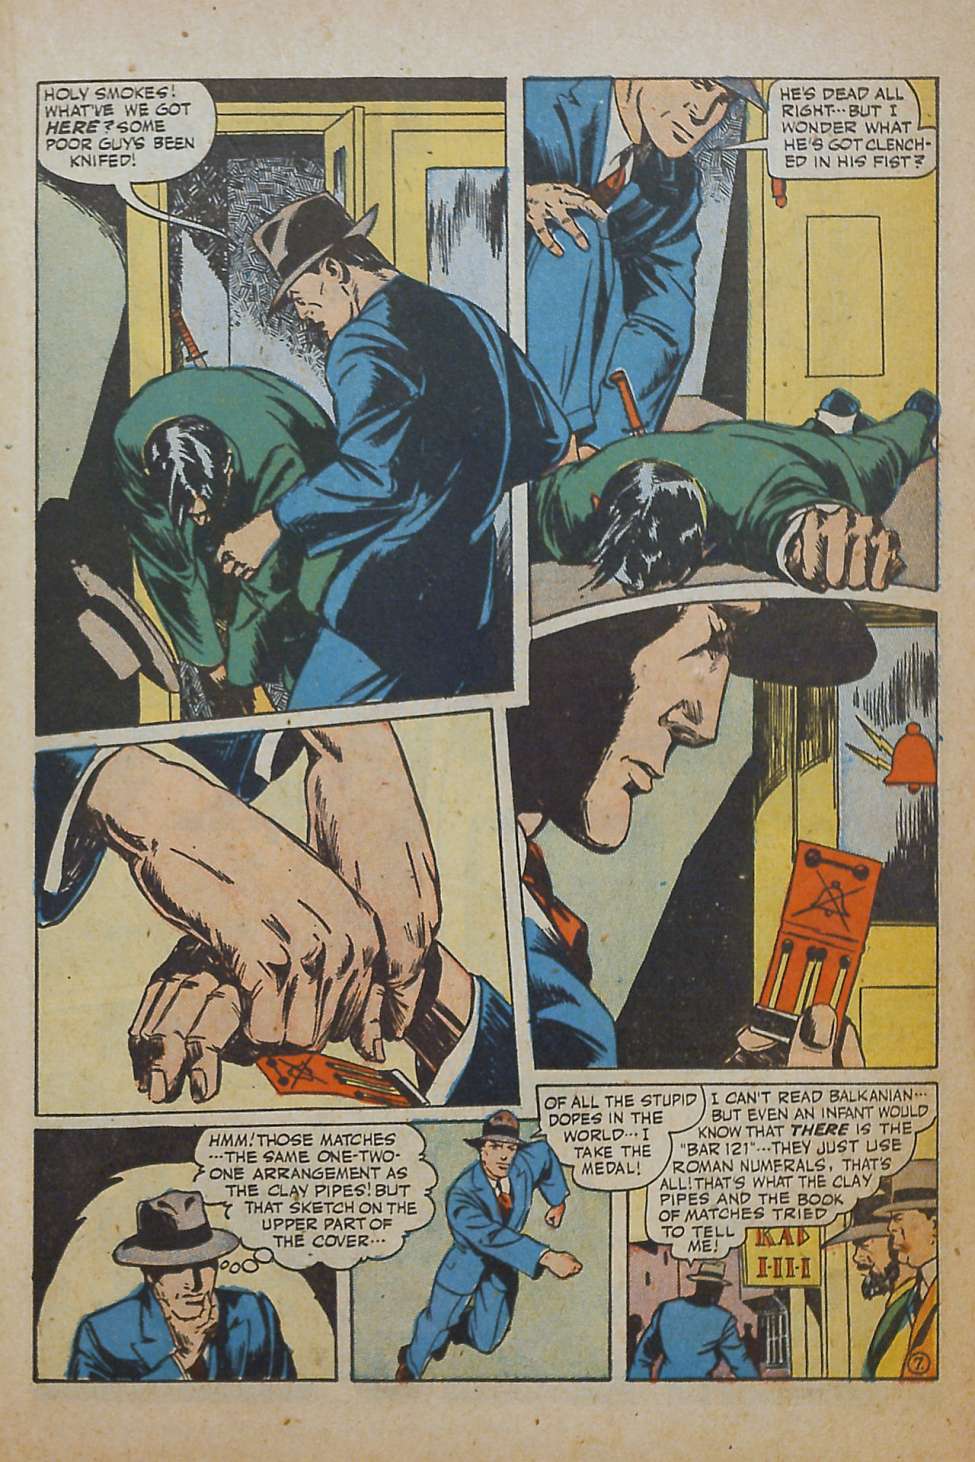 HOLY SMOKES!
WHAT'VE WE GOT
HERE? SOME
POOR GUY'S BEEN
KNIFED!
HE'S DEAD ALL
RIGHT--BUT I
WONDER WHAT
HE'S GOT CLENCH-
ED IN HIS FIST?
HMM! THOSE MATCHES
---THE SAME ONE-TWO-
ONE ARRANGEMENT AS
THE CLAY PIPES! BUT
THAT SKETCH ON THE
UPPER PART OF
THE COVER---
OF ALL THE STUPID
DOPES IN THE
WORLD---I
TAKE THE
MEDAL!
I CAN'T READ BALKANIAN---
BUT EVEN AN INFANT WOULD
KNOW THAT THERE IS THE
"BAR 121"---THEY JUST USE
ROMAN NUMERALS, THAT'S
ALL! THAT'S WHAT THE CLAY
PIPES AND THE BOOK
OF MATCHES TRIED
TO TELL
ME!
KAD
I-II-I
7.